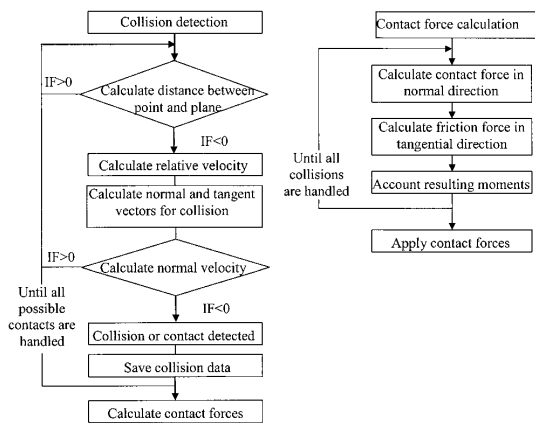 Collision detection
IF>0
Calculate distance between
point and plane
IF<0
Calculate relative velocity
Calculate normal and tangent
vectors for collision
IF>0
Calculate normal velocity
IF<0
Until all
possible
contacts are
handled
Collision or contact detected
Save collision data
Calculate contact forces
Contact force calculation
Calculate contact force in
normal direction
Calculate friction force in
tangential direction
Until all
collisions
are handled
Account resulting moments
Apply contact forces